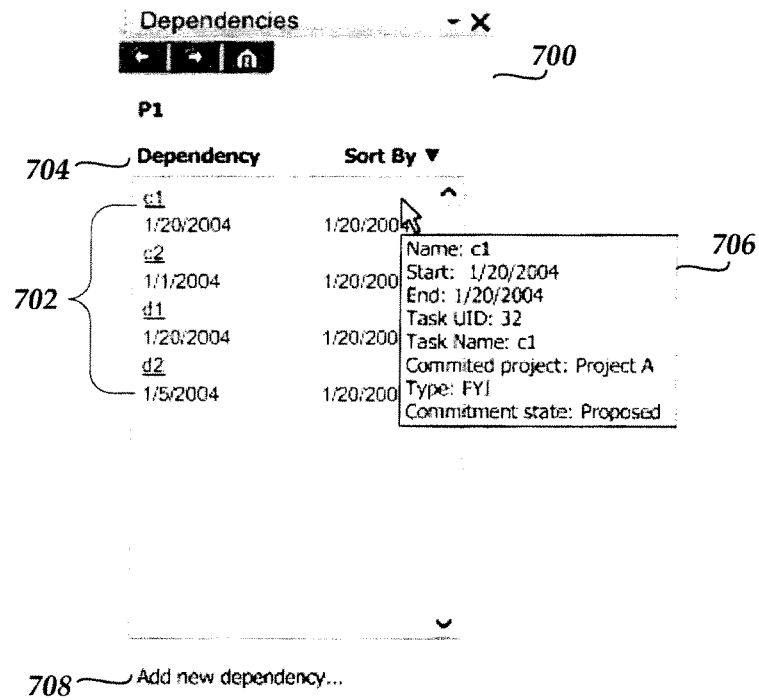 Dependencies
700
P1
704
Dependency Sort By ▼
c1
1/20/2004 1/20/2004
c2
1/1/2004 1/20/200
d1
1/20/2004 1/20/200
d2
1/5/2004 1/20/200
702
Name: c1
Start: 1/20/2004
End: 1/20/2004
Task UID: 32
Task Name: c1
Commited project: Project A
Type: FYI
Commitment state: Proposed
706
708
Add new dependency...